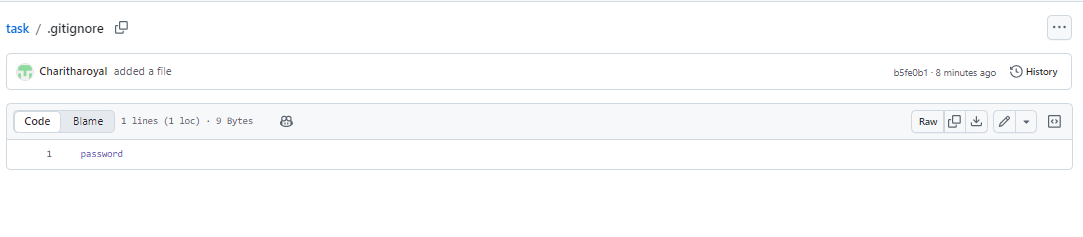 task / .gitignore
Charitharoyal added a file b5fe0b1 · 8 minutes ago History
Code Blame 1 lines (1 loc) · 9 Bytes Raw
1 password